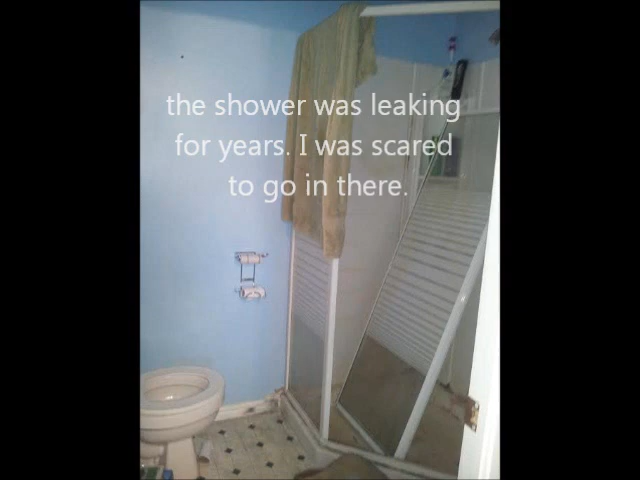 the shower was leaking
for years. I was scared
to go in there.